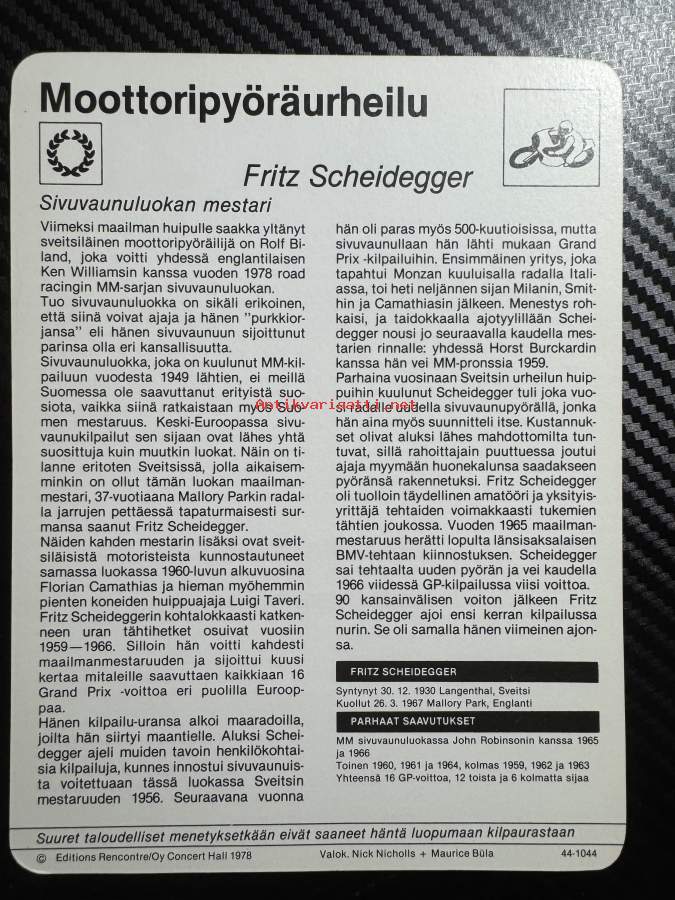 Moottoripyöräurheilu
Fritz Scheidegger
Sivuvaunuluokan mestari
Viimeksi maailman huipulle saakka yltänyt
sveitsiläinen moottoripyöräilijä on Rolf Bi-
land, joka voitti yhdessä englantilaisen
Ken Williamsin kanssa vuoden 1978 road
racingin MM-sarjan sivuvaunuluokan.
Tuo sivuvaunuluokka on sikäli erikoinen,
että siinä voivat ajaja ja hänen "purkkior-
jansa" eli hänen sivuvaunuun sijoittunut
parinsa olla eri kansallisuutta.
Sivuvaunuluokka, joka on kuulunut MM-kil-
pailuun vuodesta 1949 lähtien, ei meillä
Suomessa ole saavuttanut erityistä suo-
siota, vaikka siinä ratkaistaan myös Suo-
men mestaruus. Keski-Euroopassa sivu-
vaunukilpailut sen sijaan ovat lähes yhtä
suosittuja kuin muutkin luokat. Näin on ti-
lanne eritoten Sveitsissä, jolla aikaisem-
minkin on ollut tämän luokan maailman-
mestari, 37-vuotiaana Mallory Parkin radal-
la jarrujen pettäessä tapaturmaisesti sur-
mansa saanut Fritz Scheidegger.
Näiden kahden mestarin lisäksi ovat sveit-
siläisistä motoristeista kunnostautuneet
samassa luokassa 1960-luvun alkuvuosina
Florian Camathias ja hieman myöhemmin
pienten koneiden huippuajaja Luigi Taveri.
Fritz Scheideggerin kohtalokkaasti katken-
neen uran tähtihetket osuivat vuosiin
1959—1966. Silloin hän voitti kahdesti
maailmanmestaruuden ja sijoittui kuusi
kertaa mitaleille saavuttaen kaikkiaan 16
Grand Prix -voittoa eri puolilla Euroop-
paa.
Hänen kilpailu-uransa alkoi maaradoilla,
joilta hän siirtyi maantielle. Aluksi Schei-
degger ajeli muiden tavoin henkilökohtai-
sia kilpailuja, kunnes innostui sivuvaunuis-
ta voitettuaan tässä luokassa Sveitsin
mestaruuden 1956. Seuraavana vuonna
hän oli paras myös 500-kuutioisissa, mutta
sivuvaunullaan hän lähti mukaan Grand
Prix -kilpailuihin. Ensimmäinen yritys, joka
tapahtui Monzan kuuluisalla radalla Itali-
assa, toi heti neljännen sijan Milanin, Smit-
hin ja Camathiasin jälkeen. Menestys roh-
kaisi, ja taidokkaalla ajotyylillään Schei-
degger nousi jo seuraavalla kaudella mes-
tarien rinnalle: yhdessä Horst Burckardin
kanssa hän vei MM-pronssia 1959.
Parhaina vuosinaan Sveitsin urheilun huip-
puihin kuulunut Scheidegger tuli joka vuo-
si radalle uudella sivuvaunupyörällä, jonka
hän aina myös suunnitteli itse. Kustannuk-
set olivat aluksi lähes mahdottomilta tun-
tuvat, sillä rahoittajain puuttuessa joutui
ajaja myymään huonekalunsa saadakseen
pyöränsä rakennetuksi. Fritz Scheidegger
oli tuolloin täydellinen amatööri ja yksityis-
yrittäjä tehtaiden voimakkaasti tukemien
tähtien joukossa. Vuoden 1965 maailman-
mestaruus herätti lopulta länsisaksalaisen
BMV-tehtaan kiinnostuksen. Scheidegger
sai tehtaalta uuden pyörän ja vei kaudella
1966 viidessä GP-kilpailussa viisi voittoa.
90 kansainvälisen voiton jälkeen Fritz
Scheidegger ajoi ensi kerran kilpailussa
nurin. Se oli samalla hänen viimeinen ajon-
sa.
FRITZ SCHEIDEGGER
Syntynyt 30. 12. 1930 Langenthal, Sveitsi
Kuollut 26. 3. 1967 Mallory Park, Englanti
PARHAAT SAAVUTUKSET
MM sivuvaunuluokassa John Robinsonin kanssa 1965
ja 1966
Toinen 1960, 1961 ja 1964, kolmas 1959, 1962 ja 1963
Yhteensä 16 GP-voittoa, 12 toista ja 6 kolmatta sijaa
Suuret taloudelliset menetyksetkään eivät saaneet häntä luopumaan kilpaurastaan
© Editions Rencontre/Oy Concert Hall 1978 Valok. Nick Nicholls + Maurice Büla 44-1044
Antikvariaatti.net